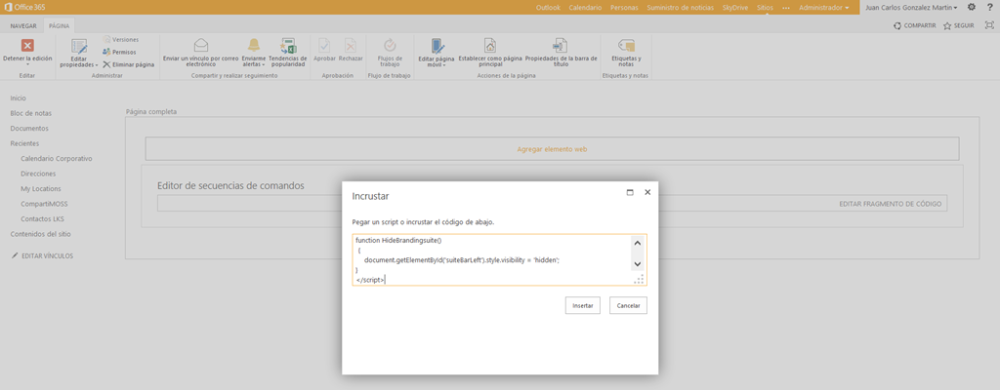 Office 365
Outlook Calendario Personas Suministro de noticias SkyDrive Sitios ••• Administrador Juan Carlos Gonzalez Martin ?
NAVEGAR PÁGINA
COMPARTIR SEGUIR
Detener la edición
Editar
Editar propiedades
Versiones
Permisos
Eliminar página
Administrar
Enviar un vínculo por correo electrónico
Enviarme alertas
Tendencias de popularidad
Compartir y realizar seguimiento
Aprobar
Rechazar
Aprobación
Flujos de trabajo
Flujo de trabajo
Editar página móvil
Establecer como página principal
Propiedades de la barra de título
Acciones de la página
Etiquetas y notas
Etiquetas y notas
Inicio
Bloc de notas
Documentos
Recientes
Calendario Corporativo
Direcciones
My Locations
CompartiMOSS
Contactos LKS
Contenidos del sitio
EDITAR VÍNCULOS
Página completa
Agregar elemento web
Editor de secuencias de comandos
EDITAR FRAGMENTO DE CÓDIGO
Incrustar
Pegar un script o incrustar el código de abajo.
function HideBrandingsuite()
{
document.getElementById('suiteBarLeft').style.visibility = 'hidden';
}
</script>
Insertar
Cancelar